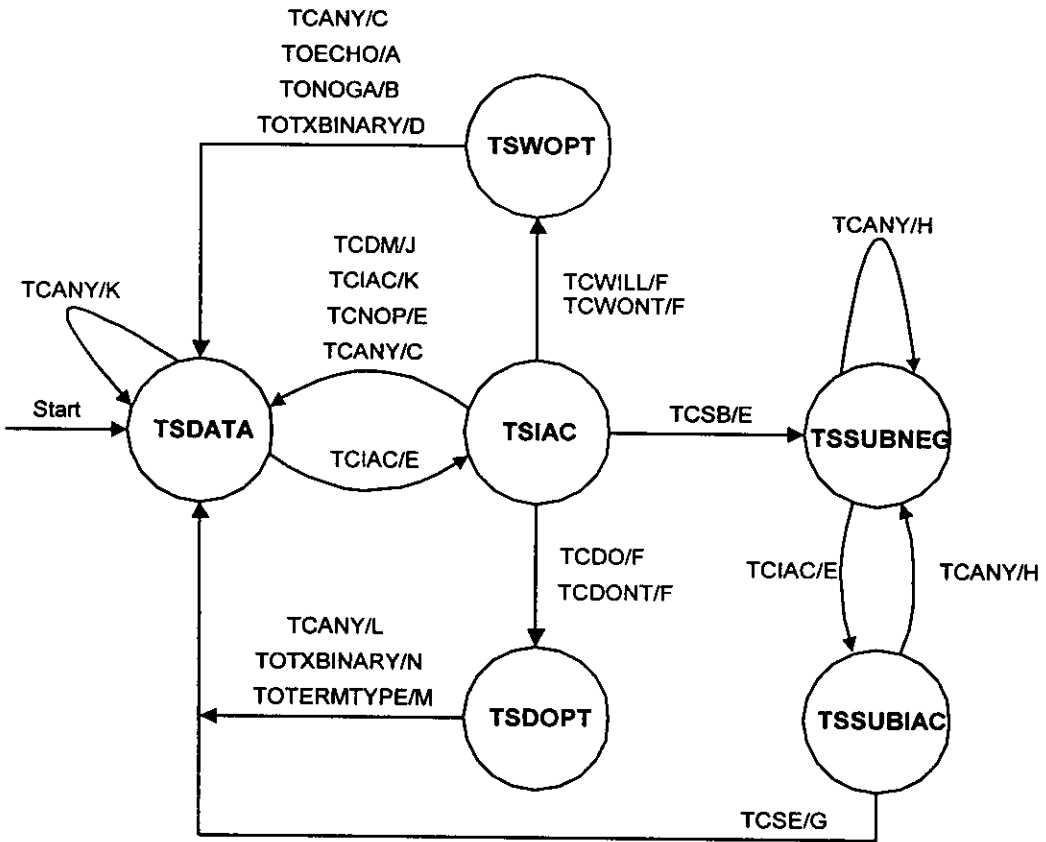 TCANY/C
TOECHO/A
TONOGA/B
TOTXBINARY/D
TSWOPT
TCANY/H
TCDM/J
TCIAC/K
TCNOP/E
TCANY/C
TCWILL/F
TCWONT/F
TCANY/K
Start
TSDATA
TSIAC
TCSB/E
TSSUBNEG
TCIAC/E
TCDO/F
TCDONT/F
TCIAC/E
TCANY/H
TCANY/L
TOTXBINARY/N
TOTERMTYPE/M
TSDOPT
TSSUBIAC
TCSE/G